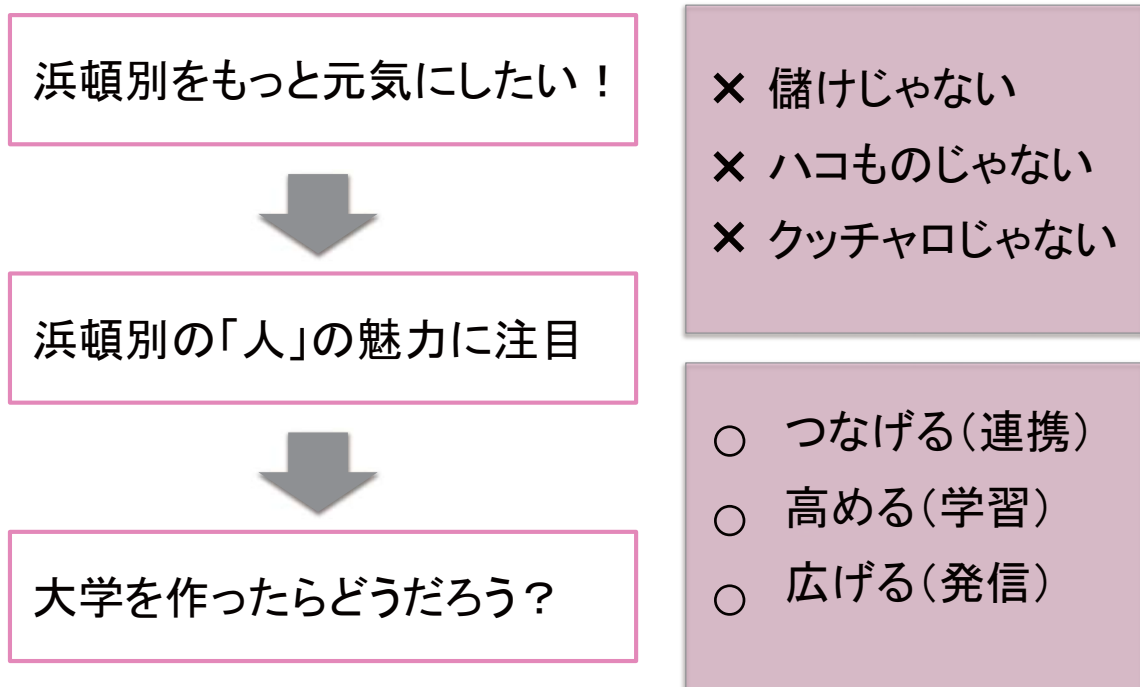 浜頓別をもっと元気にしたい！
浜頓別の「人」の魅力に注目
大学を作ったらどうだろう？
× 儲けじゃない
× ハコものじゃない
× クッチャロじゃない
○ つなげる（連携）
○ 高める（学習）
○ 広げる（発信）